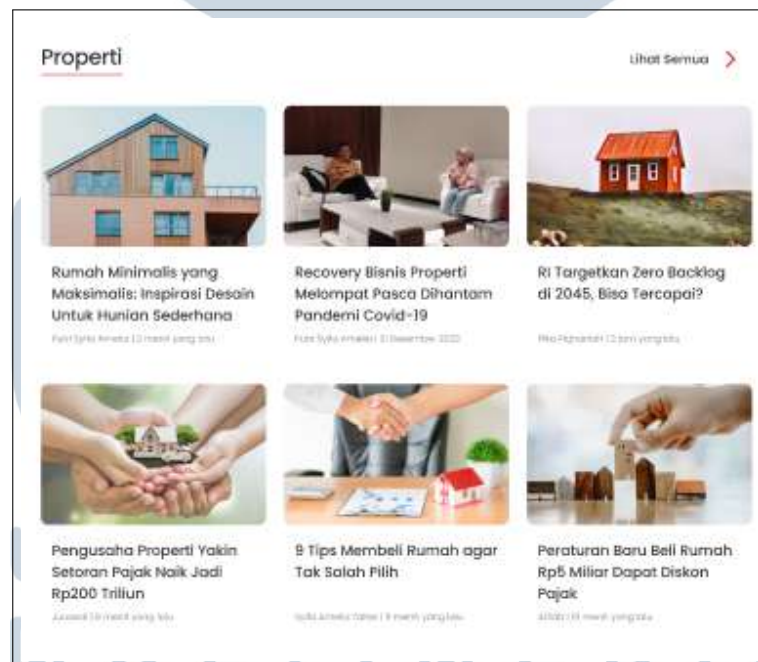 Properti
Lihat Semua
Rumah Minimalis yang
Maksimalis: Inspirasi Desain
Untuk Hunian Sederhana
Recovery Bisnis Properti
Melompat Pasca Dihantam
Pandemi Covid-19
RI Targetkan Zero Backlog
di 2045, Bisa Tercapai?
Pengusaha Properti Yakin
Setoran Pajak Naik Jadi
Rp200 Triliun
9 Tips Membeli Rumah agar
Tak Salah Pilih
Peraturan Baru Beli Rumah
Rp5 Miliar Dapat Diskon
Pajak